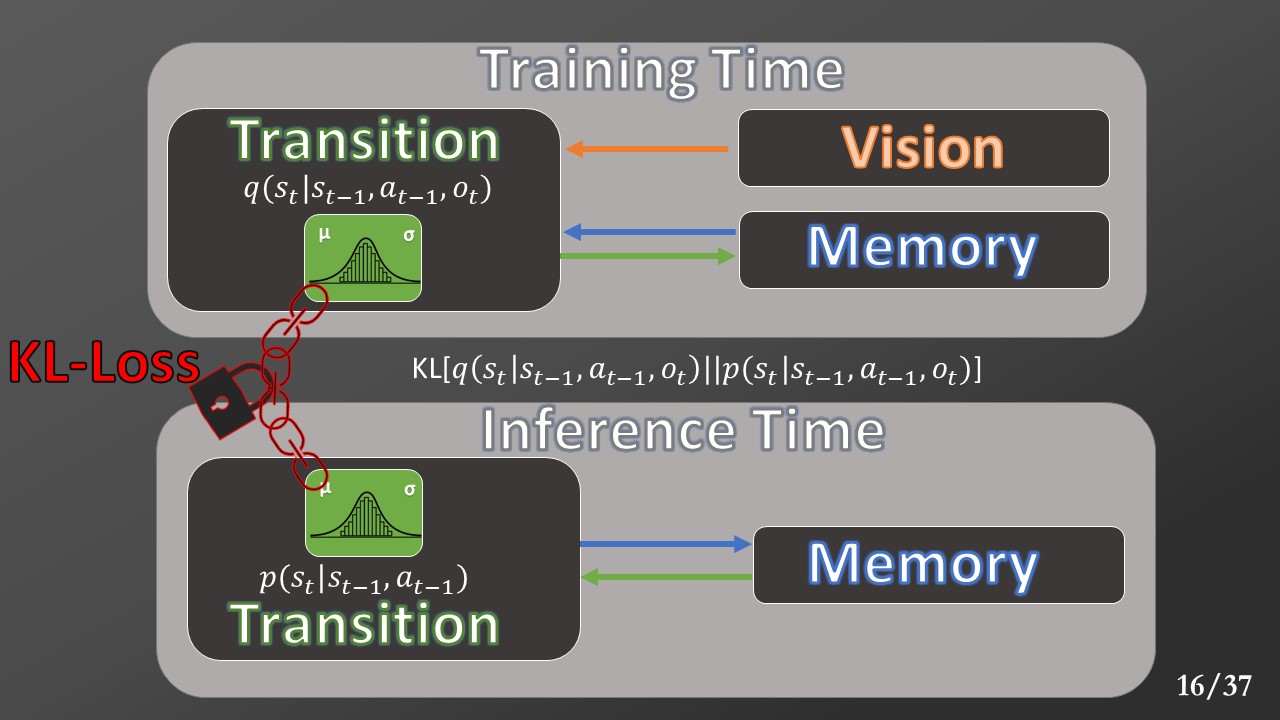 Training Time
Transition
q(s_t|s_{t-1}, a_{t-1}, o_t)
μ σ
Vision
Memory
KL-Loss
KL[q(s_t|s_{t-1}, a_{t-1}, o_t)||p(s_t|s_{t-1}, a_{t-1}, o_t)]
Inference Time
μ σ
p(s_t|s_{t-1}, a_{t-1})
Transition
Memory
16/37